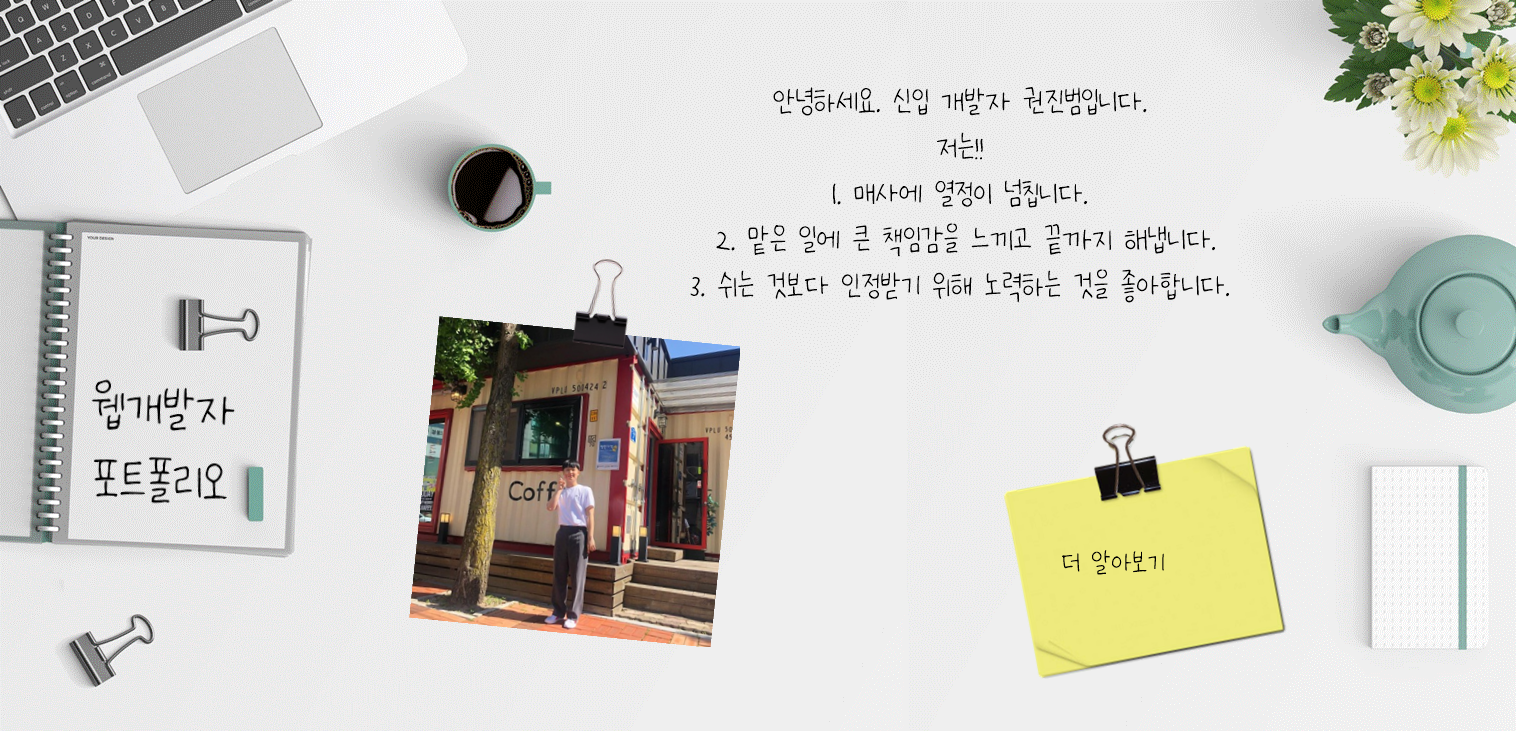 안녕하세요. 신입 개발자 권진범입니다.
저는!!
1. 매사에 열정이 넘칩니다.
2. 맡은 일에 큰 책임감을 느끼고 끝까지 해냅니다.
3. 쉬는 것보다 인정받기 위해 노력하는 것을 좋아합니다.
YOUR DESIGN
웹개발자
포트폴리오
VPLU 501424 2
Coff
더 알아보기